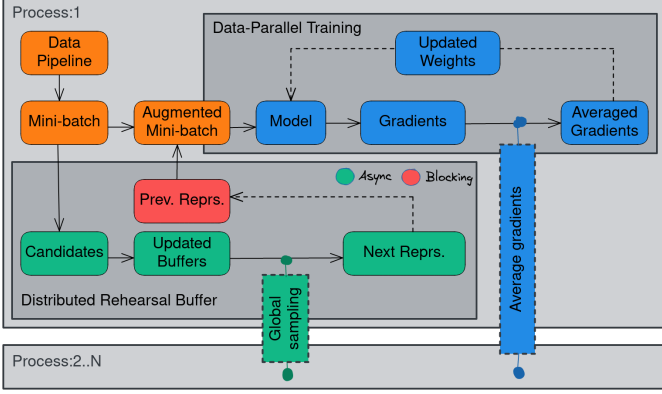 Process:1
Data-Parallel Training
Data
Pipeline
Updated
Weights
Mini-batch
Augmented
Mini-batch
Model
Gradients
Averaged
Gradients
Async
Blocking
Prev. Reprs.
Candidates
Updated
Buffers
Next Reprs.
Distributed Rehearsal Buffer
Global
sampling
Average gradients
Process:2..N